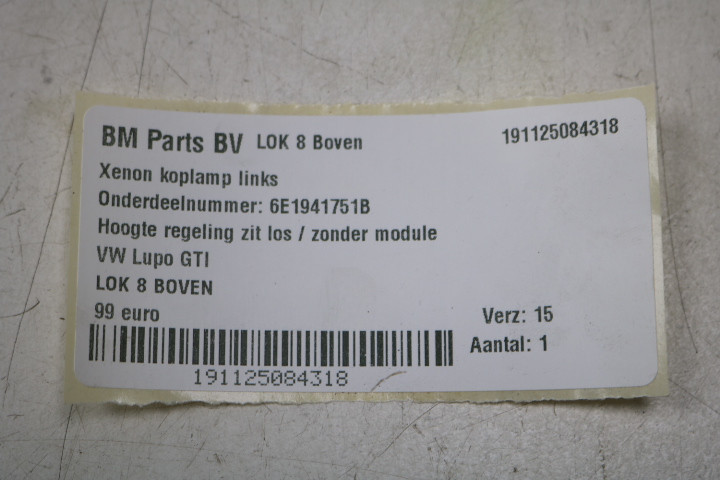 BM Parts BV LOK 8 Boven 191125084318
Xenon koplamp links
Onderdeelnummer: 6E1941751B
Hoogte regeling zit los / zonder module
VW Lupo GTI
LOK 8 BOVEN
99 euro Verz: 15
Aantal: 1
191125084318